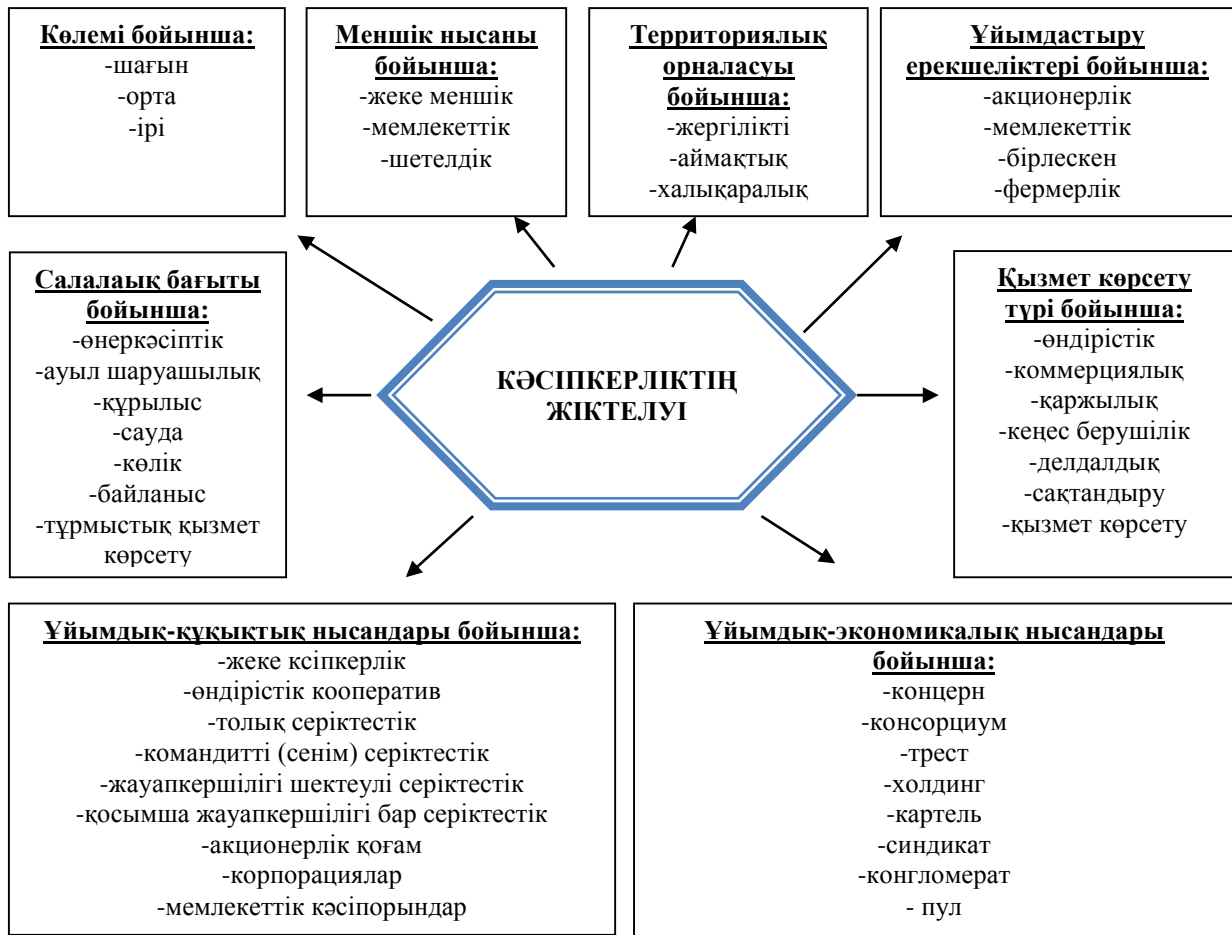 Көлемі бойынша:
-шағын
-орта
-ірі
Меншік нысаны
бойынша:
-жеке меншік
-мемлекеттік
-шетелдік
Территориялық
орналасуы
бойынша:
-жергілікті
-аймақтық
-халықаралық
Ұйымдастыру
ерекшеліктері бойынша:
-акционерлік
-мемлекеттік
-бірлескен
-фермерлік
Салалаық бағыты
бойынша:
-өнеркәсіптік
-ауыл шаруашылық
-құрылыс
-сауда
-көлік
-байланыс
-тұрмыстық қызмет
көрсету
КӘСІПКЕРЛІКТІҢ
ЖІКТЕЛУІ
Қызмет көрсету
түрі бойынша:
-өндірістік
-коммерциялық
-қаржылық
-кеңес берушілік
-делдалдық
-сақтандыру
-қызмет көрсету
Ұйымдық-құқықтық нысандары бойынша:
-жеке ксіпкерлік
-өндірістік кооператив
-толық серіктестік
-командитті (сенім) серіктестік
-жауапкершілігі шектеулі серіктестік
-қосымша жауапкершілігі бар серіктестік
-акционерлік қоғам
-корпорациялар
-мемлекеттік кәсіпорындар
Ұйымдық-экономикалық нысандары
бойынша:
-концерн
-консорциум
-трест
-холдинг
-картель
-синдикат
-конгломерат
- пул